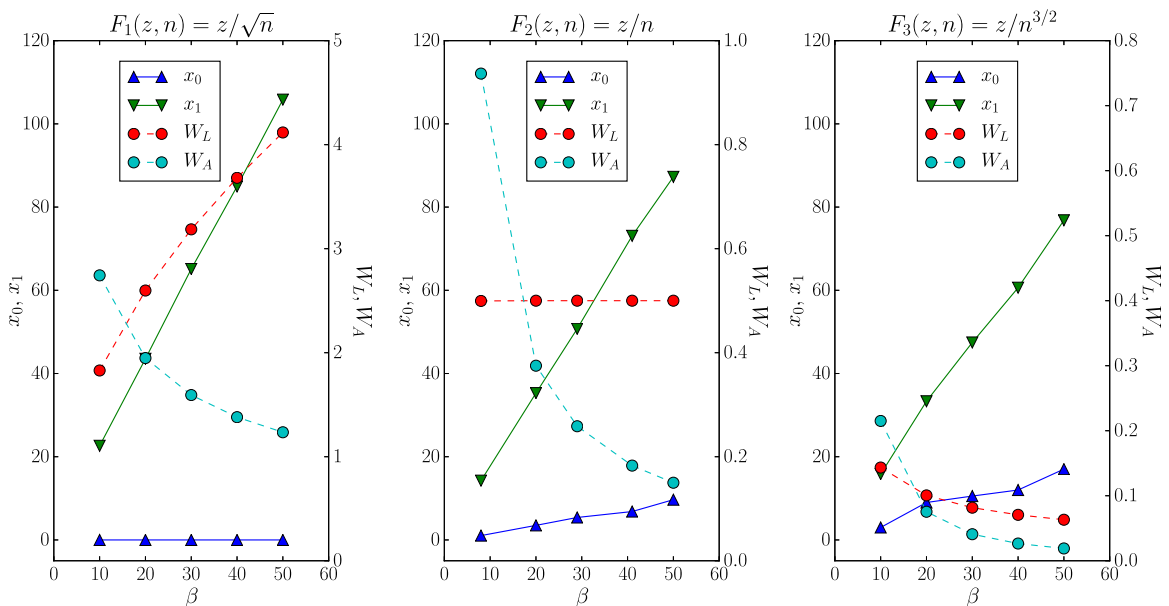 F₁(z, n) = z/√n
120
100
80
60
40
20
0
x₀, x₁
5
4
3
2
1
0
W_L, W_A
x₀
x₁
W_L
W_A
0 10 20 30 40 50 60
β
F₂(z, n) = z/n
120
100
80
60
40
20
0
x₀, x₁
1.0
0.8
0.6
0.4
0.2
0.0
W_L, W_A
x₀
x₁
W_L
W_A
0 10 20 30 40 50 60
β
F₃(z, n) = z/n^{3/2}
120
100
80
60
40
20
0
x₀, x₁
0.8
0.7
0.6
0.5
0.4
0.3
0.2
0.1
0.0
W_L, W_A
x₀
x₁
W_L
W_A
0 10 20 30 40 50 60
β